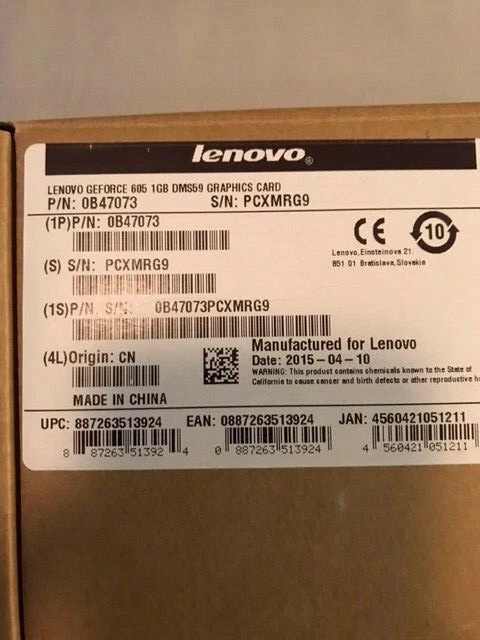 lenovo®
LENOVO GEFORCE 605 1GB DMS59 GRAPHICS CARD
P/N: 0B47073 S/N: PCXMRG9
(1P)P/N: 0B47073
(S) S/N: PCXMRG9
(1S)P/N S/N: 0B47073PCXMRG9
(4L)Origin: CN
MADE IN CHINA
CE 10
Lenovo, Einsteinova 21,
851 01 Bratislava, Slovakia
Manufactured for Lenovo
Date: 2015-04-10
WARNING: This product contains chemicals known to the State of
California to cause cancer and birth defects or other reproductive
UPC: 887263513924 EAN: 0887263513924 JAN: 4560421051211
8 87263 51392 4 0 887263 513924 4 560421 051211